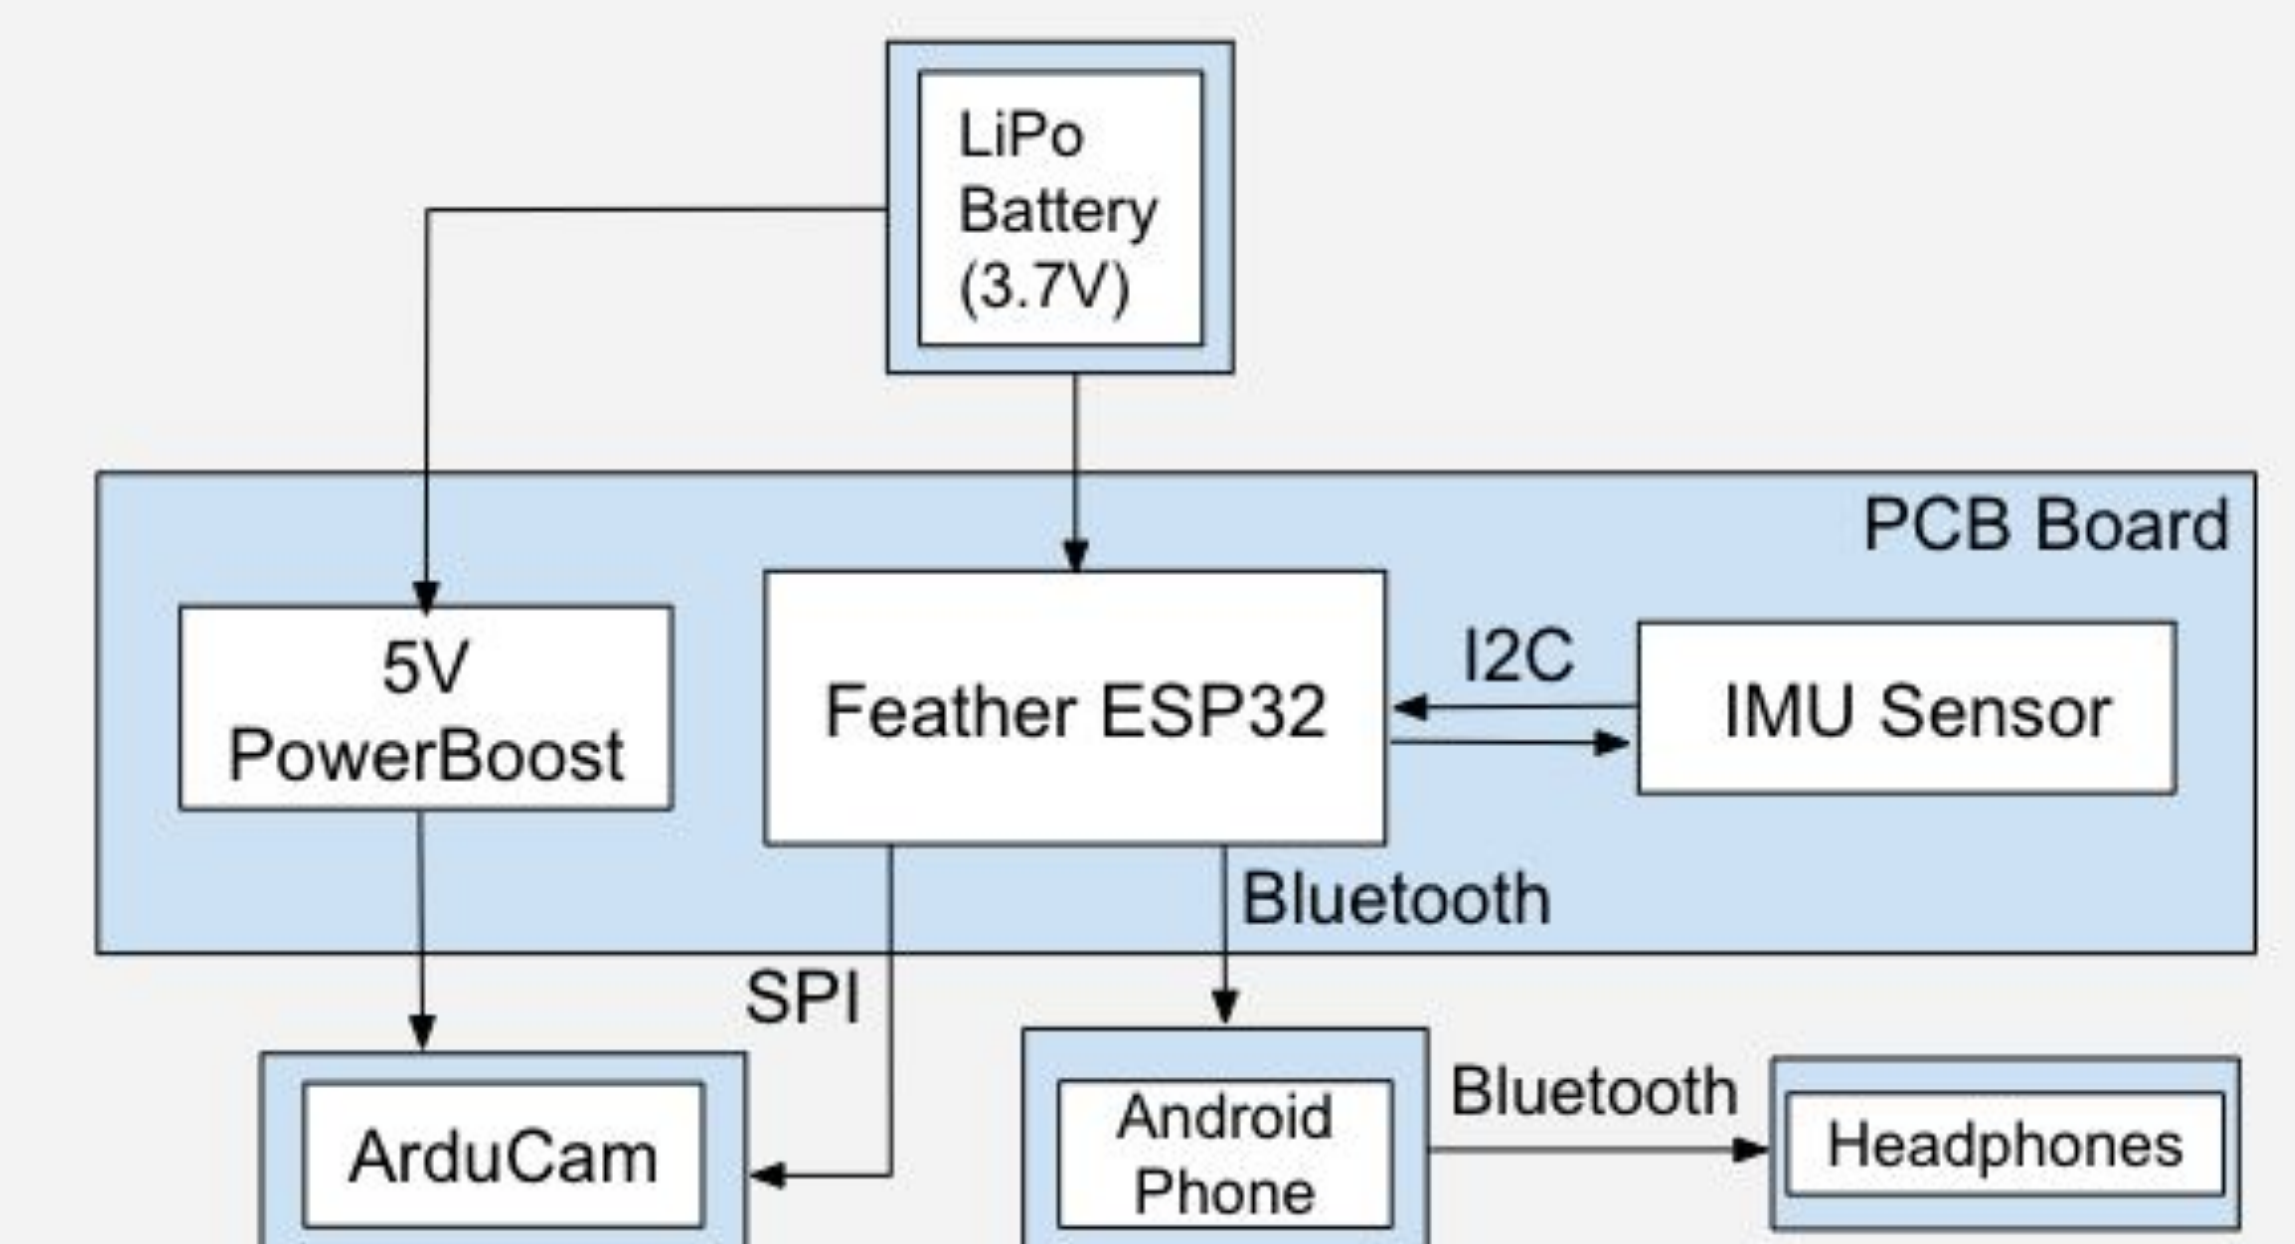 LiPo
Battery
(3.7V)
PCB Board
5V
PowerBoost
Feather ESP32
I2C
IMU Sensor
Bluetooth
SPI
ArduCam
Android
Phone
Bluetooth
Headphones